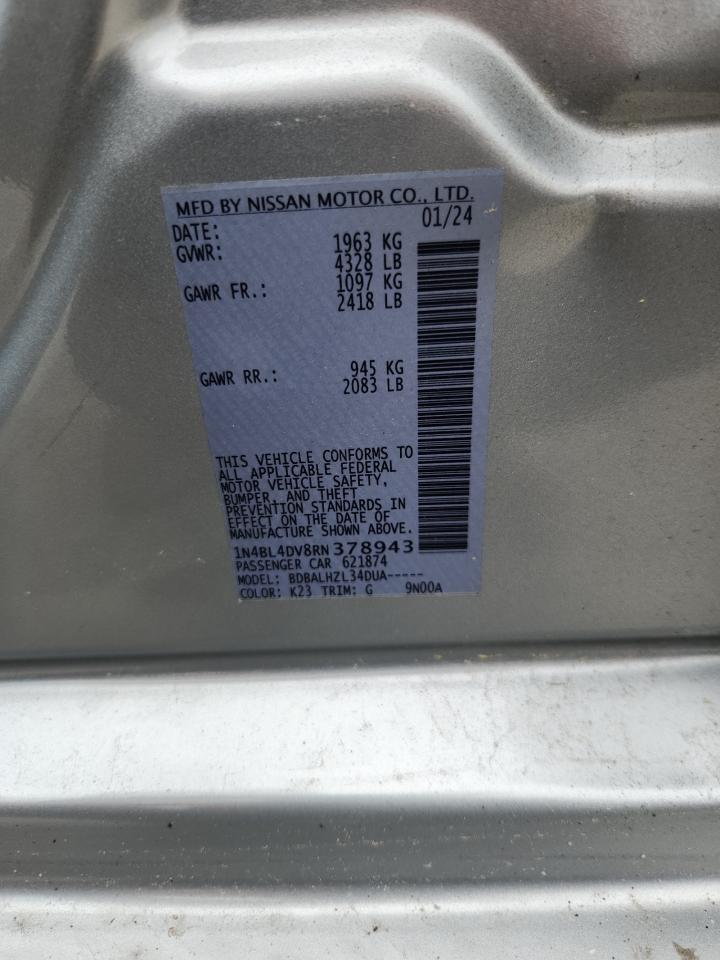 MFD BY NISSAN MOTOR CO., LTD.
DATE: 01/24
GVWR: 1963 KG
4328 LB
GAWR FR.: 1097 KG
2418 LB
GAWR RR.: 945 KG
2083 LB
THIS VEHICLE CONFORMS TO
ALL APPLICABLE FEDERAL
MOTOR VEHICLE SAFETY,
BUMPER, AND THEFT
PREVENTION STANDARDS IN
EFFECT ON THE DATE OF
MANUFACTURE SHOWN ABOVE.
1N4BL4DV8RN378943
PASSENGER CAR 621874
MODEL: BDBALHZL34DUA-----
COLOR: K23 TRIM: G 9N00A